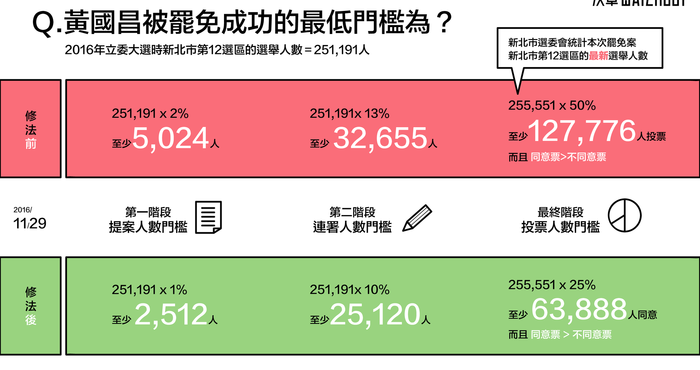 Q.黃國昌被罷免成功的最低門檻為？
2016年立委大選時新北市第12選區的選舉人數＝251,191人
新北市選委會統計本次罷免案
新北市第12選區的最新選舉人數
修法前
251,191 x 2%
至少5,024人
251,191x 13%
至少 32,655人
255,551 x 50%
至少127,776人投票
而且 同意票>不同意票
2016/
11/29
第一階段
提案人數門檻
第二階段
連署人數門檻
最終階段
投票人數門檻
修法後
251,191 x 1%
至少 2,512人
251,191x 10%
至少25,120人
255,551 x 25%
至少 63,888人同意
而且 同意票 > 不同意票